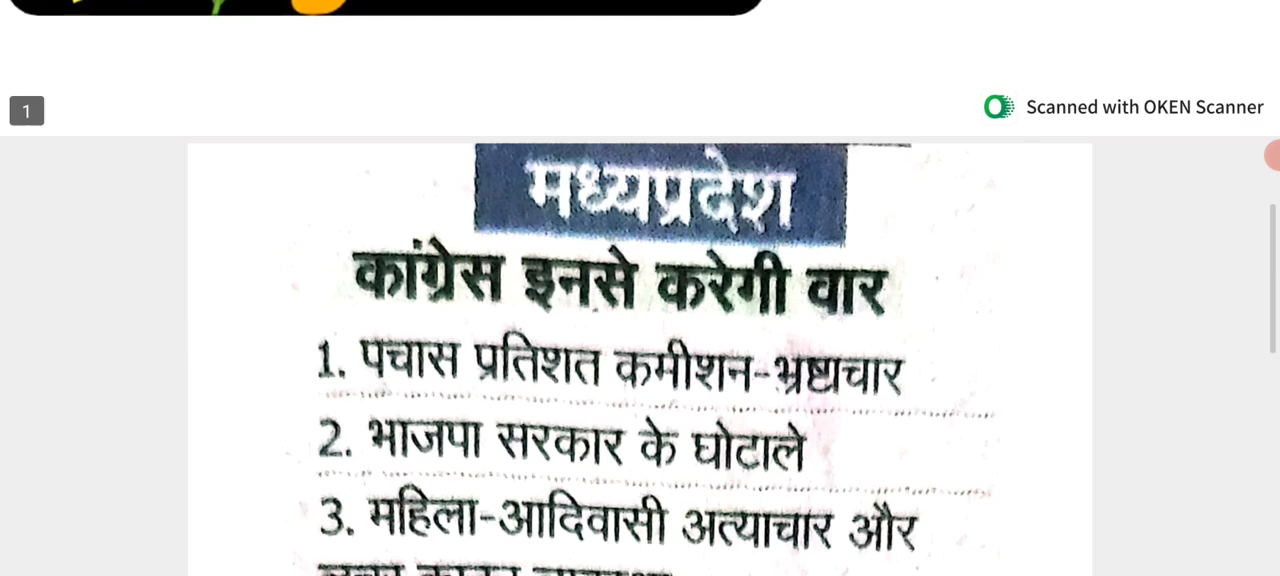 1
Scanned with OKEN Scanner
मध्यप्रदेश
कांग्रेस इनसे करेगी वार
1. पचास प्रतिशत कमीशन-भ्रष्टाचार
2. भाजपा सरकार के घोटाले
3. महिला-आदिवासी अत्याचार और